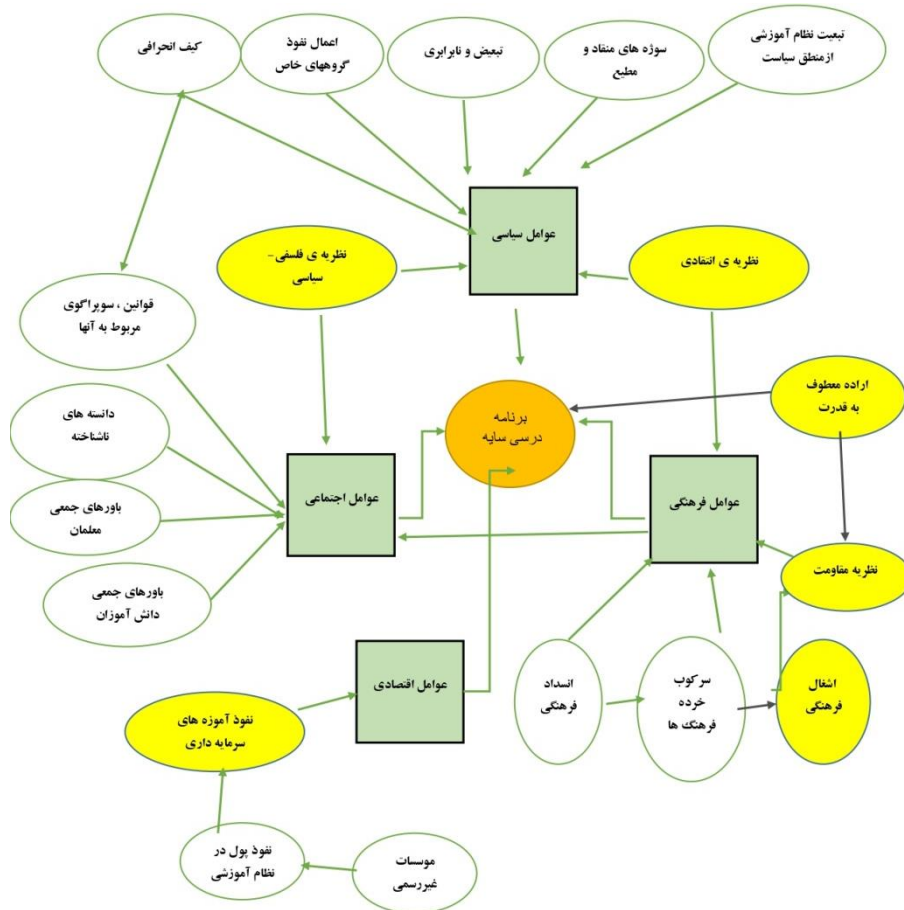 تبعیت نظام آموزشی
ازمنطق سیاست
سوژه های منقاد و
مطیع
تبعیض و نابرابری
اعمال نفوذ
گروههای خاص
کیف انحرافی
عوامل سیاسی
نظریه ی انتقادی
نظریه ی فلسفی-
سیاسی
قوانین ، سوپراگوی
مربوط به آنها
اراده معطوف
به قدرت
برنامه
درسی سایه
دانسته های
ناشناخته
عوامل فرهنگی
عوامل اجتماعی
باورهای جمعی
معلمان
نظریه مقاومت
باورهای جمعی
دانش آموزان
اشغال
فرهنگی
سرکوب
خرده
فرهنگ ها
انسداد
فرهنگی
عوامل اقتصادی
نفوذ آموزه های
سرمایه داری
موسسات
غیررسمی
نفوذ پول در
نظام آموزشی